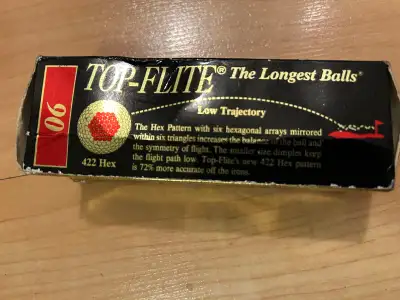 TOP-FLITE® The Longest Balls®
90
Low Trajectory
The Hex Pattern with six hexagonal arrays mirrored
within six triangles increases the balance of the ball and
the symmetry of flight. The smaller size dimples keep
the flight path low. Top-Flite's new 422 Hex pattern
is 72% more accurate off the irons.
422 Hex